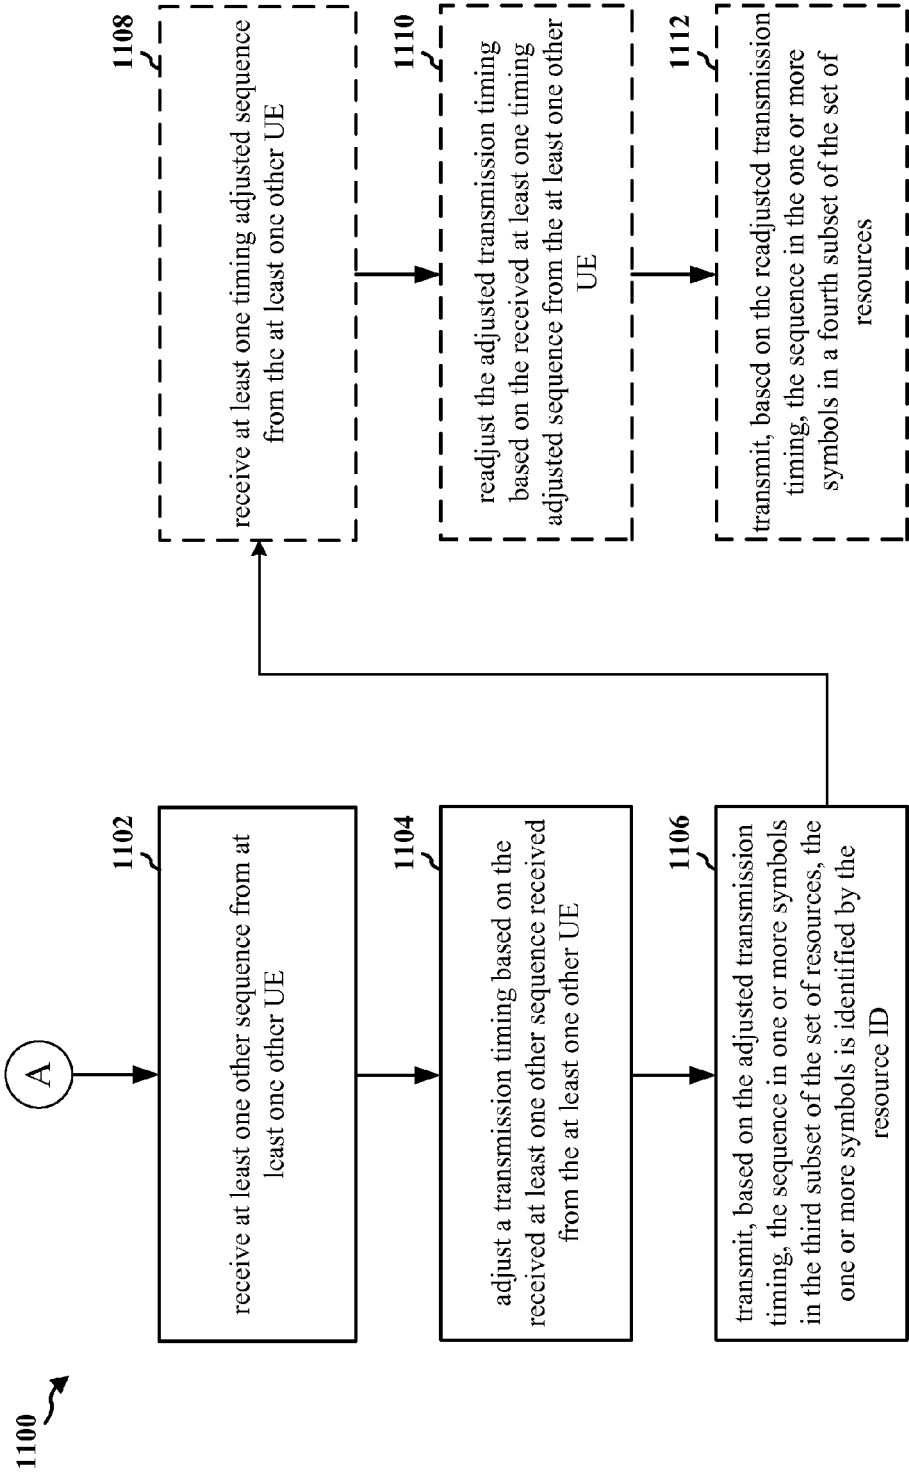 1100
A
1102
receive at least one other sequence from at
least one other UE
1104
adjust a transmission timing based on the
received at least one other sequence received
from the at least one other UE
1106
transmit, based on the adjusted transmission
timing, the sequence in one or more symbols
in the third subset of the set of resources, the
one or more symbols is identified by the
resource ID
1108
receive at least one timing adjusted sequence
from the at least one other UE
1110
readjust the adjusted transmission timing
based on the received at least one timing
adjusted sequence from the at least one other
UE
1112
transmit, based on the readjusted transmission
timing, the sequence in the one or more
symbols in a fourth subset of the set of
resources